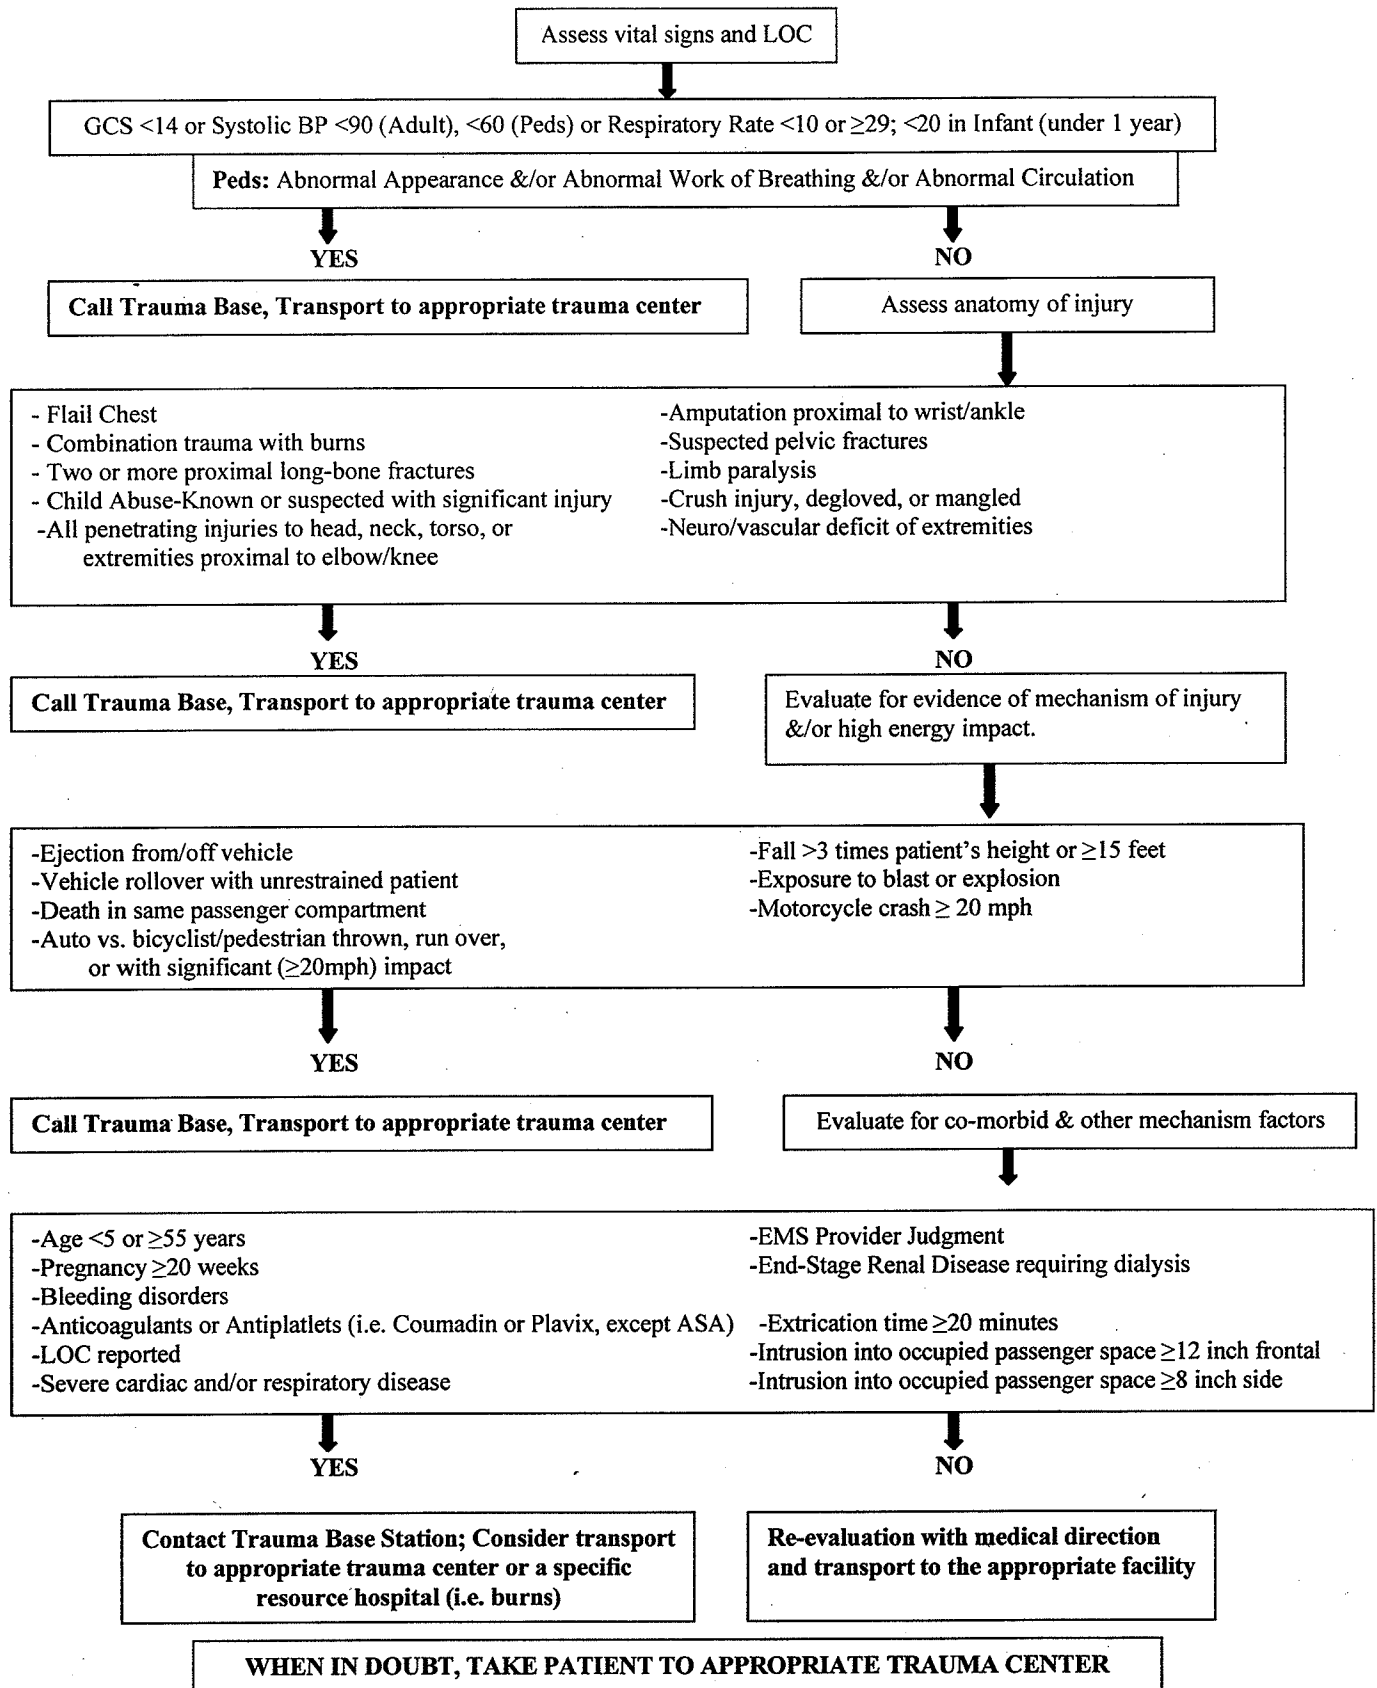 Assess vital signs and LOC
GCS <14 or Systolic BP <90 (Adult), <60 (Peds) or Respiratory Rate <10 or ≥29; <20 in Infant (under 1 year)
Peds: Abnormal Appearance &/or Abnormal Work of Breathing &/or Abnormal Circulation
YES
NO
Call Trauma Base, Transport to appropriate trauma center
Assess anatomy of injury
- Flail Chest
- Combination trauma with burns
- Two or more proximal long-bone fractures
- Child Abuse-Known or suspected with significant injury
-All penetrating injuries to head, neck, torso, or
extremities proximal to elbow/knee
-Amputation proximal to wrist/ankle
-Suspected pelvic fractures
-Limb paralysis
-Crush injury, degloved, or mangled
-Neuro/vascular deficit of extremities
YES
NO
Call Trauma Base, Transport to appropriate trauma center
Evaluate for evidence of mechanism of injury
&/or high energy impact.
-Ejection from/off vehicle
-Vehicle rollover with unrestrained patient
-Death in same passenger compartment
-Auto vs. bicyclist/pedestrian thrown, run over,
or with significant (≥20mph) impact
-Fall >3 times patient's height or ≥15 feet
-Exposure to blast or explosion
-Motorcycle crash ≥ 20 mph
YES
NO
Call Trauma Base, Transport to appropriate trauma center
Evaluate for co-morbid & other mechanism factors
-Age <5 or ≥55 years
-Pregnancy ≥20 weeks
-Bleeding disorders
-Anticoagulants or Antiplatlets (i.e. Coumadin or Plavix, except ASA)
-LOC reported
-Severe cardiac and/or respiratory disease
-EMS Provider Judgment
-End-Stage Renal Disease requiring dialysis
-Extrication time ≥20 minutes
-Intrusion into occupied passenger space ≥12 inch frontal
-Intrusion into occupied passenger space ≥8 inch side
YES
NO
Contact Trauma Base Station; Consider transport
to appropriate trauma center or a specific
resource hospital (i.e. burns)
Re-evaluation with medical direction
and transport to the appropriate facility
WHEN IN DOUBT, TAKE PATIENT TO APPROPRIATE TRAUMA CENTER